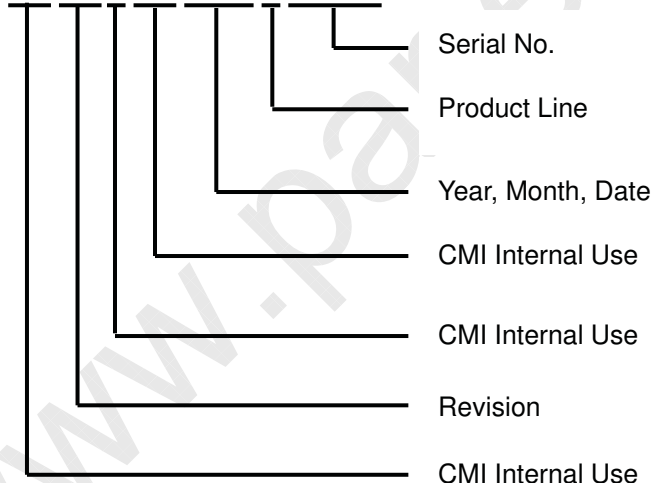 Serial No.
Product Line
Year, Month, Date
CMI Internal Use
CMI Internal Use
Revision
CMI Internal Use